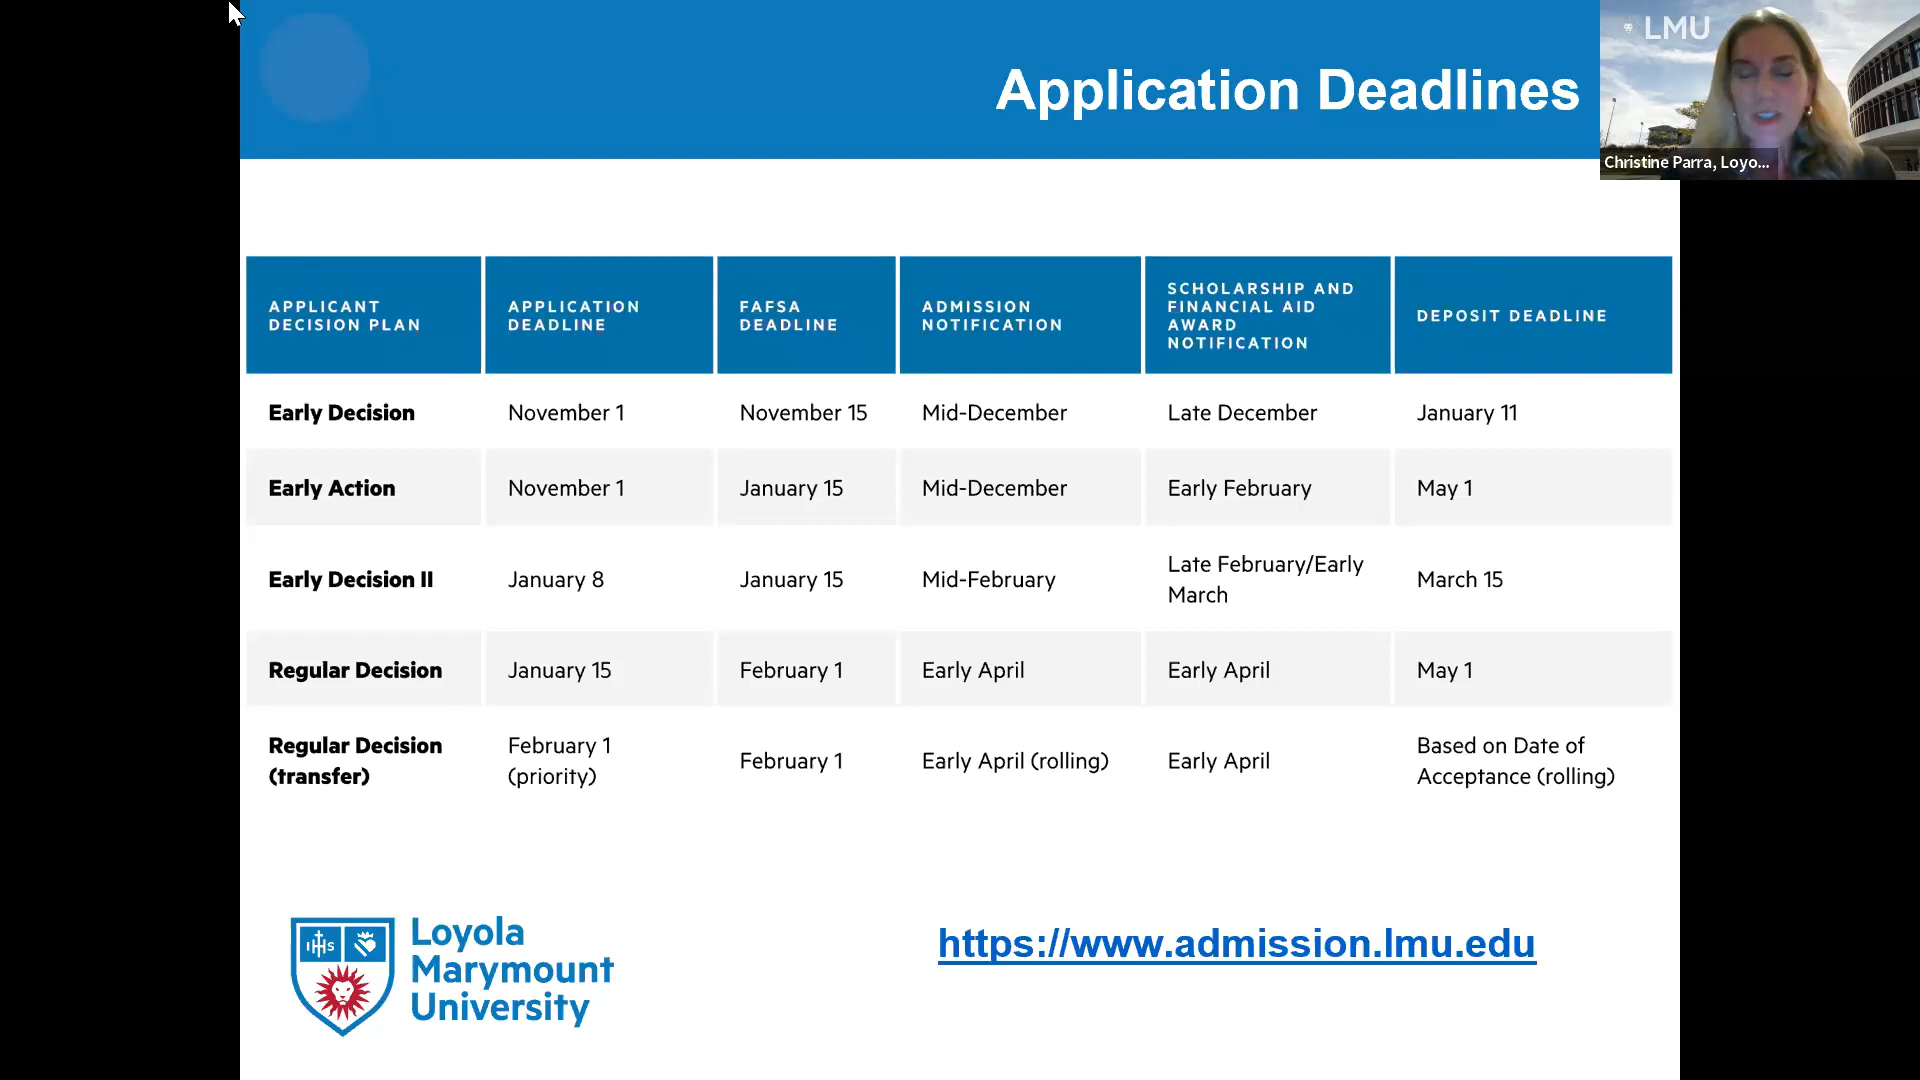 Application Deadlines
LMU
Christine Parra, Loyo...
APPLICANT
DECISION PLAN
APPLICATION
DEADLINE
FAFSA
DEADLINE
ADMISSION
NOTIFICATION
SCHOLARSHIP AND
FINANCIAL AID
AWARD
NOTIFICATION
DEPOSIT DEADLINE
Early Decision
November 1
November 15
Mid-December
Late December
January 11
Early Action
November 1
January 15
Mid-December
Early February
May 1
Early Decision II
January 8
January 15
Mid-February
Late February/Early
March
March 15
Regular Decision
January 15
February 1
Early April
Early April
May 1
Regular Decision
(transfer)
February 1
(priority)
February 1
Early April (rolling)
Early April
Based on Date of
Acceptance (rolling)
IHS
Loyola
Marymount
University
https://www.admission.lmu.edu